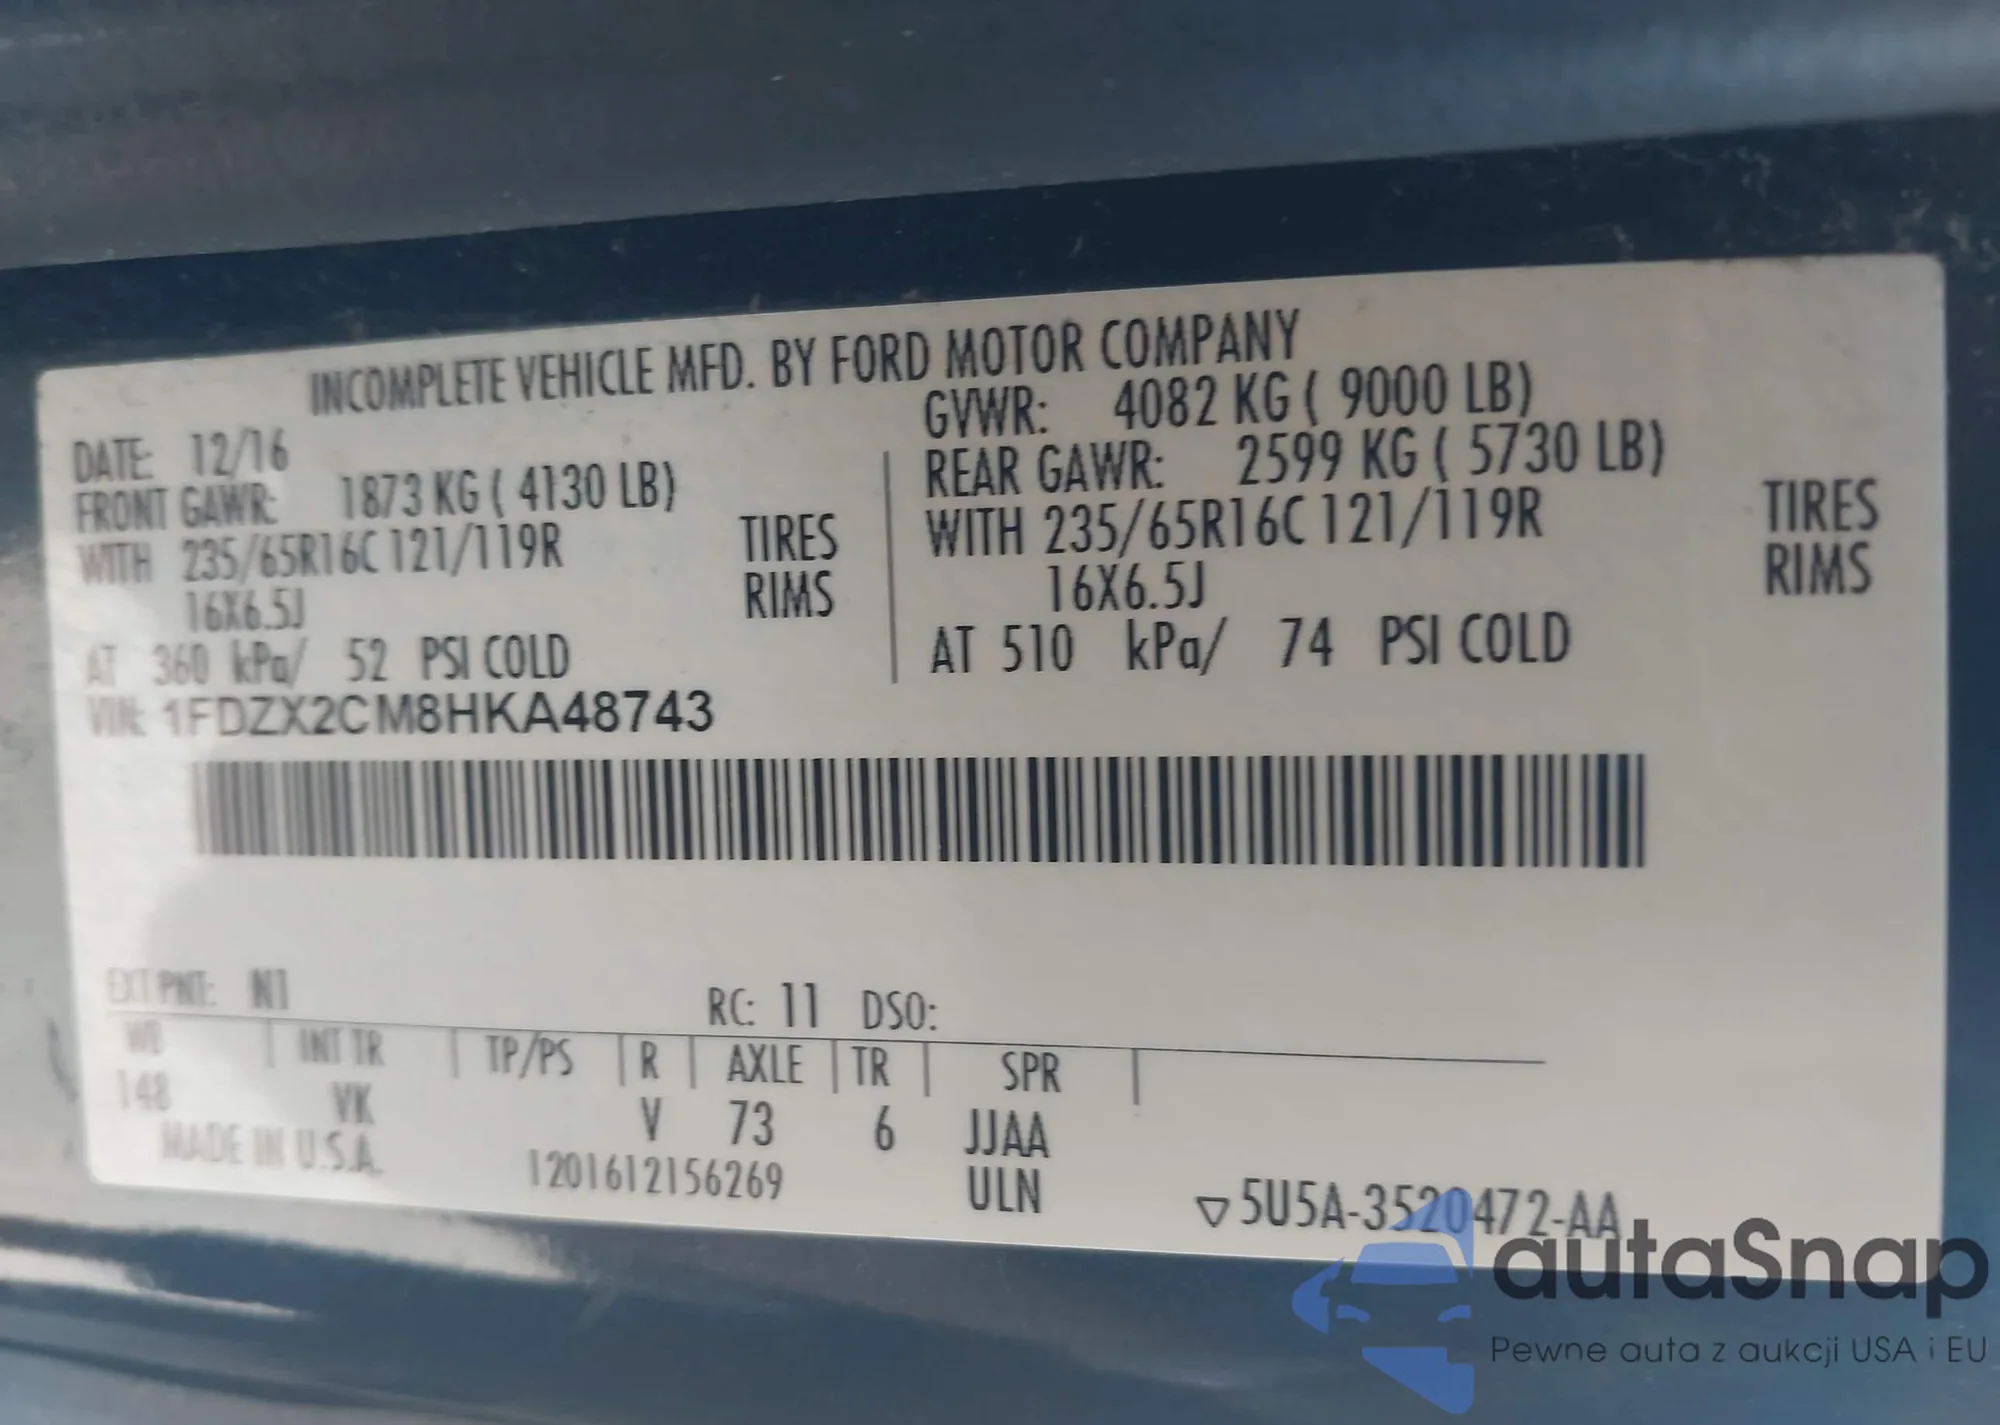 INCOMPLETE VEHICLE MFD. BY FORD MOTOR COMPANY
DATE: 12/16
GVWR: 4082 KG ( 9000 LB)
FRONT GAWR: 1873 KG ( 4130 LB)
WITH 235/65R16C 121/119R TIRES
16X6.5J RIMS
AT 360 kPa/ 52 PSI COLD
REAR GAWR: 2599 KG ( 5730 LB)
WITH 235/65R16C 121/119R TIRES
16X6.5J RIMS
AT 510 kPa/ 74 PSI COLD
VIN: 1FDZX2CM8HKA48743
EXT PNT: N1 RC: 11 DSO:
WB | INT TR | TP/PS | R | AXLE | TR | SPR |
148 VK V 73 6 JJAA
MADE IN U.S.A. 1201612156269 ULN ▽5U5A-3520472-AA
autaSnap
Pewne auta z aukcji USA i EU